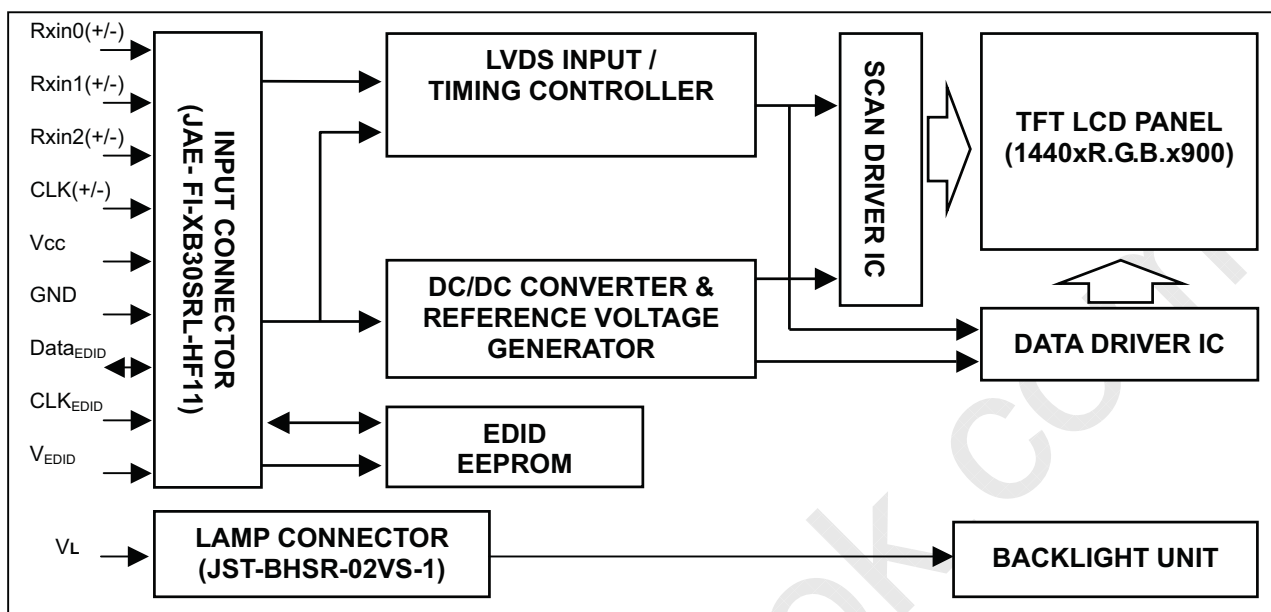 Rxin0(+/-)
Rxin1(+/-)
Rxin2(+/-)
CLK(+/-)
Vcc
GND
DataEDID
CLKEDID
VEDID
VL
INPUT CONNECTOR
(JAE- FI-XB30SRL-HF11)
LVDS INPUT /
TIMING CONTROLLER
DC/DC CONVERTER &
REFERENCE VOLTAGE
GENERATOR
EDID
EEPROM
LAMP CONNECTOR
(JST-BHSR-02VS-1)
SCAN DRIVER IC
TFT LCD PANEL
(1440xR.G.B.x900)
DATA DRIVER IC
BACKLIGHT UNIT
ok com